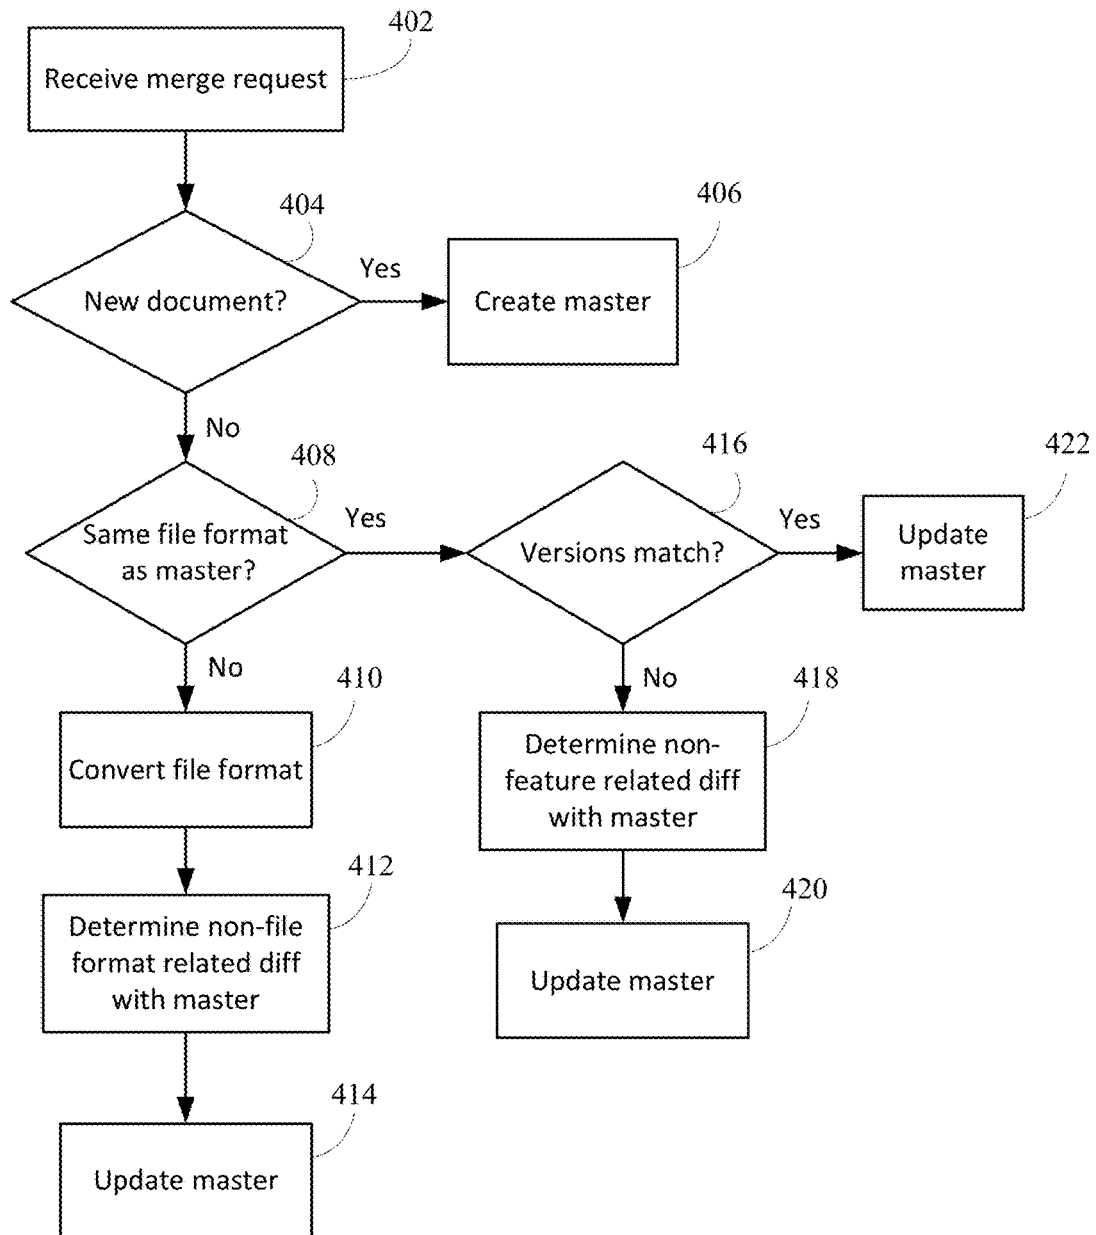 402
Receive merge request
404
New document?
Yes
406
Create master
No
408
Same file format
as master?
Yes
416
Versions match?
Yes
422
Update
master
No
410
Convert file format
No
418
Determine non-
feature related diff
with master
412
Determine non-file
format related diff
with master
420
Update master
414
Update master